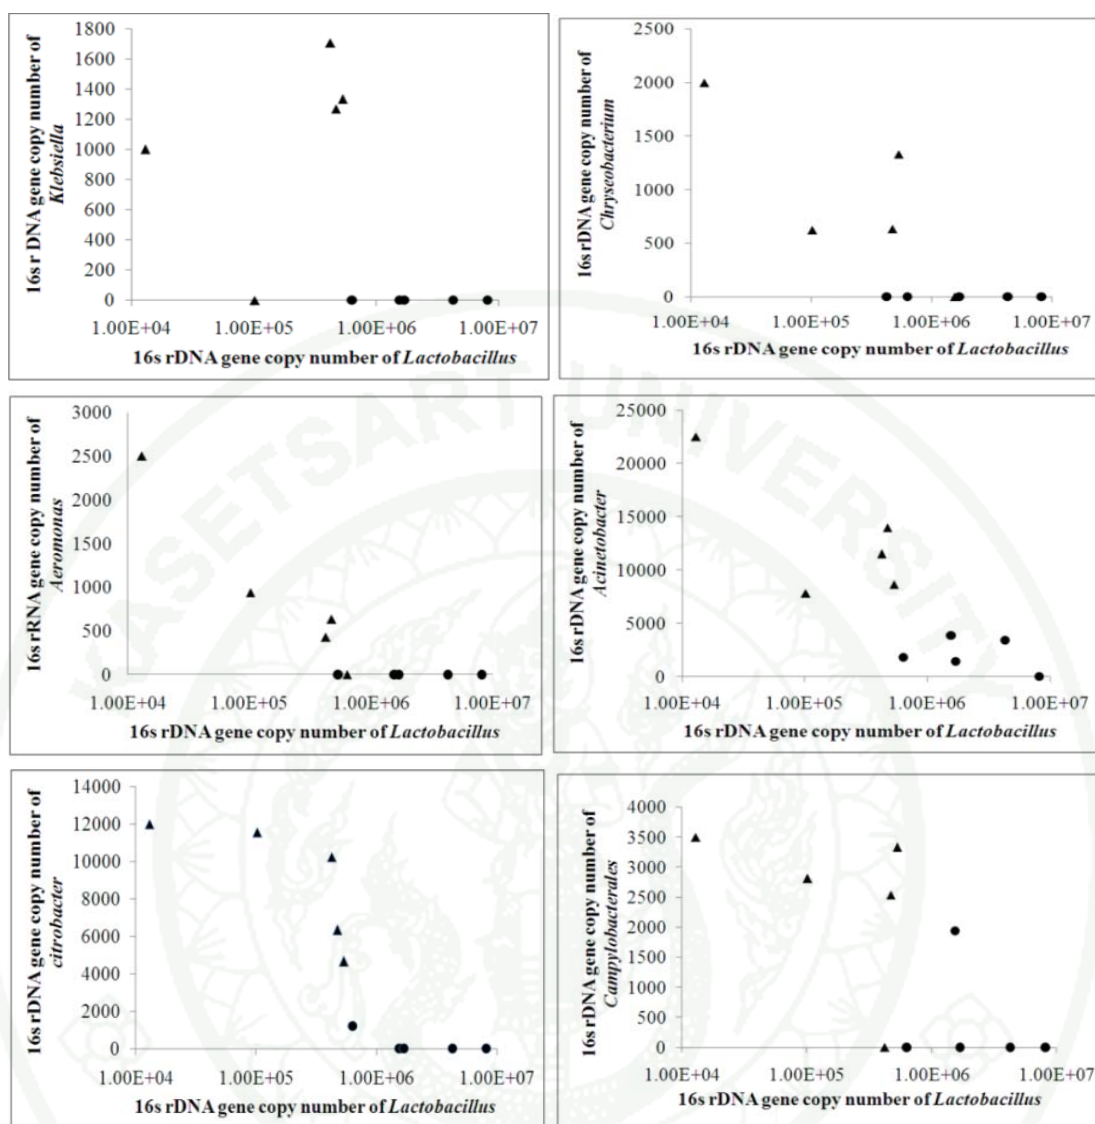 16s r DNA gene copy number of
Klebsiella
1800
1600
1400
1200
1000
800
600
400
200
0
1.00E+04 1.00E+05 1.00E+06 1.00E+07
16s rDNA gene copy number of Lactobacillus
16s rDNA gene copy number of
Chryseobacterium
2500
2000
1500
1000
500
0
1.00E+04 1.00E+05 1.00E+06 1.00E+07
16s rDNA gene copy number of Lactobacillus
16s rRNA gene copy number of
Aeromonas
3000
2500
2000
1500
1000
500
0
1.00E+04 1.00E+05 1.00E+06 1.00E+07
16s rDNA gene copy number of Lactobacillus
16s rDNA gene copy number of
Acinetobacter
25000
20000
15000
10000
5000
0
1.00E+04 1.00E+05 1.00E+06 1.00E+07
16s rDNA gene copy number of Lactobacillus
16s rDNA gene copy number of
citrobacter
14000
12000
10000
8000
6000
4000
2000
0
1.00E+04 1.00E+05 1.00E+06 1.00E+07
16s rDNA gene copy number of Lactobacillus
16s rDNA gene copy number of
Campylobacterales
4000
3500
3000
2500
2000
1500
1000
500
0
1.00E+04 1.00E+05 1.00E+06 1.00E+07
16s rDNA gene copy number of Lactobacillus
KASETSART UNIVERSITY